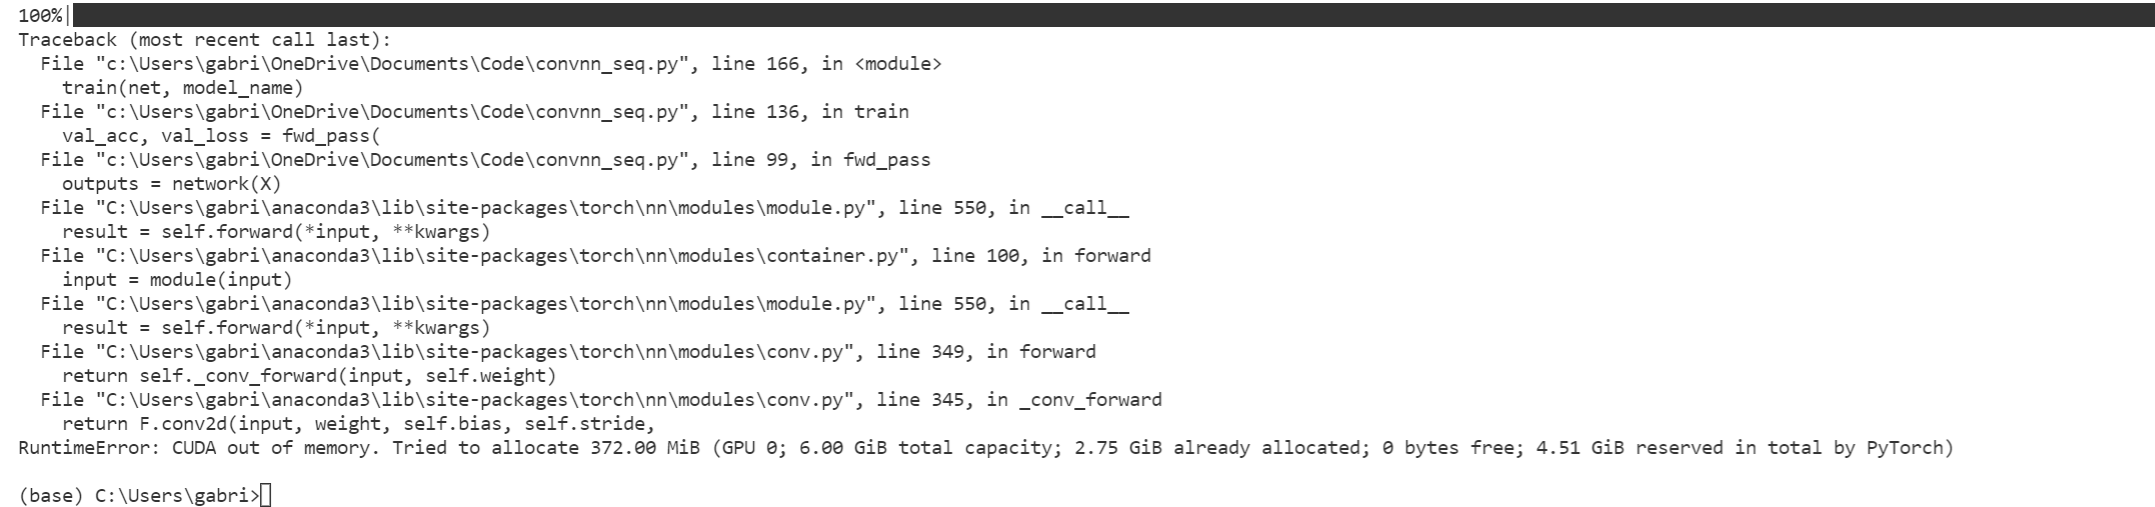 100%|
Traceback (most recent call last):
  File "c:\Users\gabri\OneDrive\Documents\Code\convnn_seq.py", line 166, in <module>
    train(net, model_name)
  File "c:\Users\gabri\OneDrive\Documents\Code\convnn_seq.py", line 136, in train
    val_acc, val_loss = fwd_pass(
  File "c:\Users\gabri\OneDrive\Documents\Code\convnn_seq.py", line 99, in fwd_pass
    outputs = network(X)
  File "C:\Users\gabri\anaconda3\lib\site-packages\torch\nn\modules\module.py", line 550, in __call__
    result = self.forward(*input, **kwargs)
  File "C:\Users\gabri\anaconda3\lib\site-packages\torch\nn\modules\container.py", line 100, in forward
    input = module(input)
  File "C:\Users\gabri\anaconda3\lib\site-packages\torch\nn\modules\module.py", line 550, in __call__
    result = self.forward(*input, **kwargs)
  File "C:\Users\gabri\anaconda3\lib\site-packages\torch\nn\modules\conv.py", line 349, in forward
    return self._conv_forward(input, self.weight)
  File "C:\Users\gabri\anaconda3\lib\site-packages\torch\nn\modules\conv.py", line 345, in _conv_forward
    return F.conv2d(input, weight, self.bias, self.stride,
RuntimeError: CUDA out of memory. Tried to allocate 372.00 MiB (GPU 0; 6.00 GiB total capacity; 2.75 GiB already allocated; 0 bytes free; 4.51 GiB reserved in total by PyTorch)
(base) C:\Users\gabri>